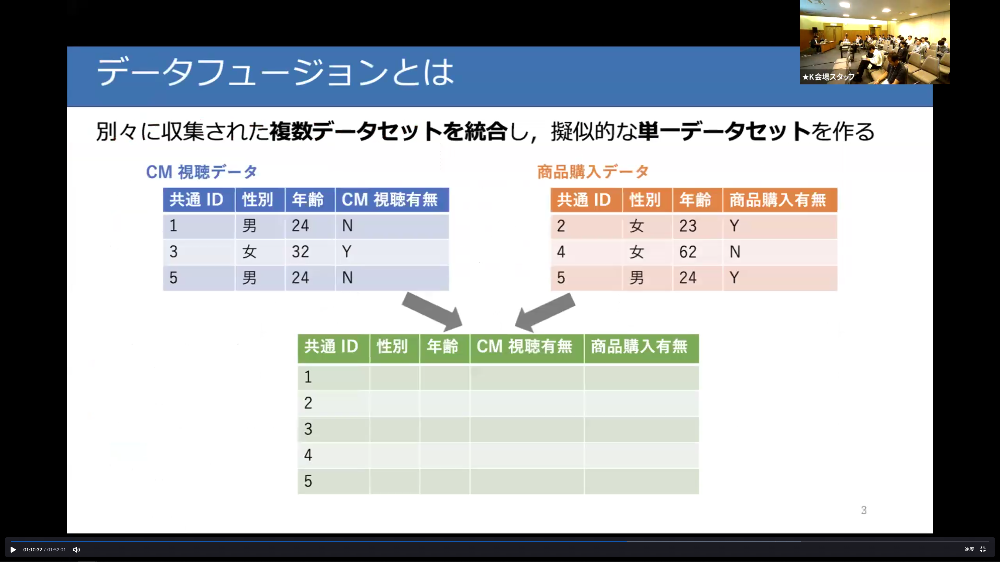 ★K会場スタッフ
データフュージョンとは
別々に収集された複数データセットを統合し，擬似的な単一データセットを作る
CM 視聴データ
共通 ID 性別 年齢 CM 視聴有無
1 男 24 N
3 女 32 Y
5 男 24 N
商品購入データ
共通 ID 性別 年齢 商品購入有無
2 女 23 Y
4 女 62 N
5 男 24 Y
共通 ID 性別 年齢 CM 視聴有無 商品購入有無
1
2
3
4
5
3
01:10:32 / 01:52:01
速度